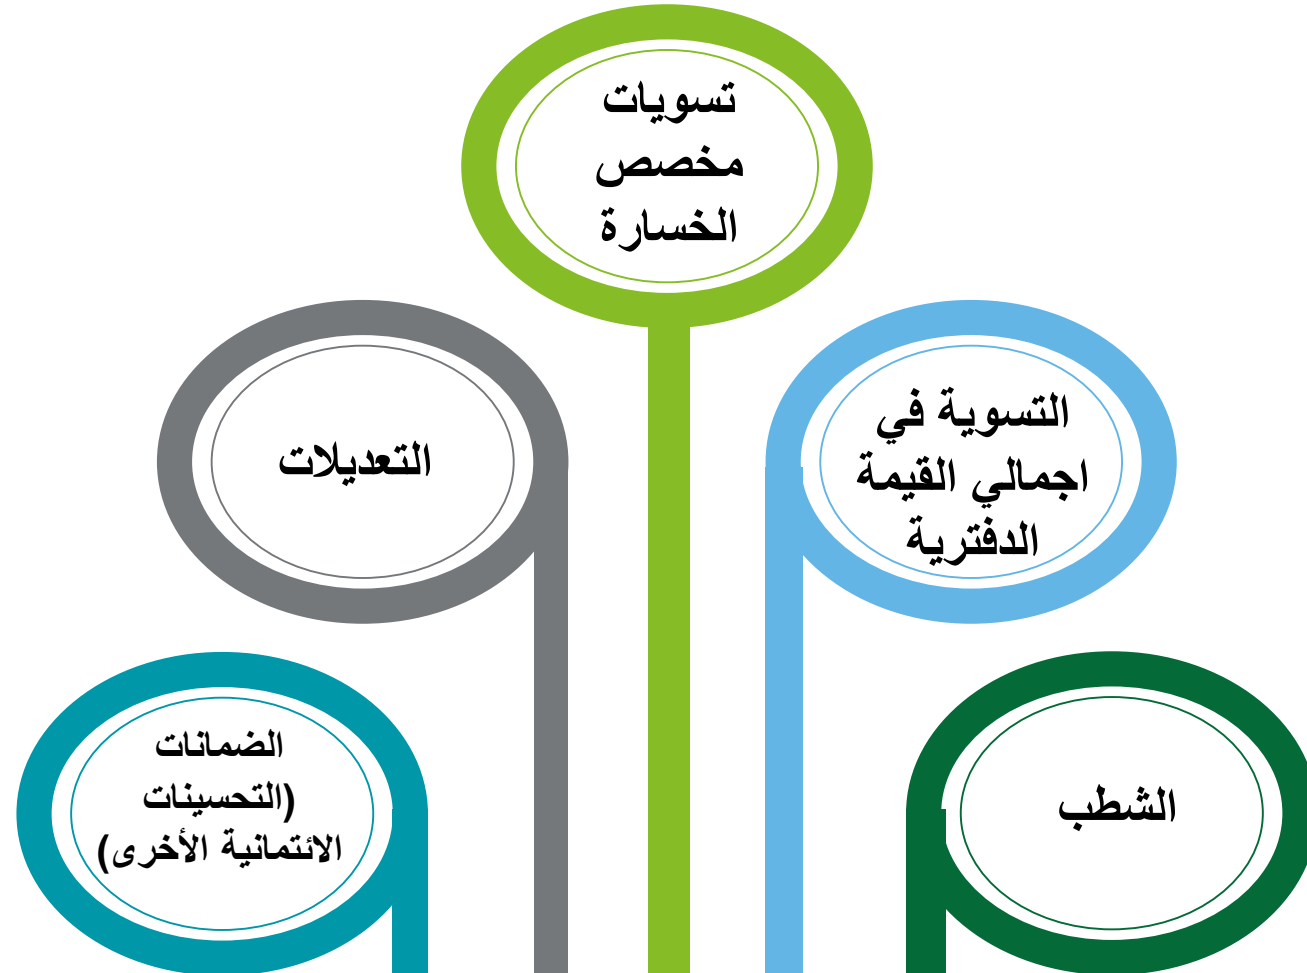 تسويات
مخصص
الخسارة
التسوية في
اجمالي القيمة
الدفترية
التعديلات
الشطب
الضمانات
(التحسينات
الائتمانية الأخرى)